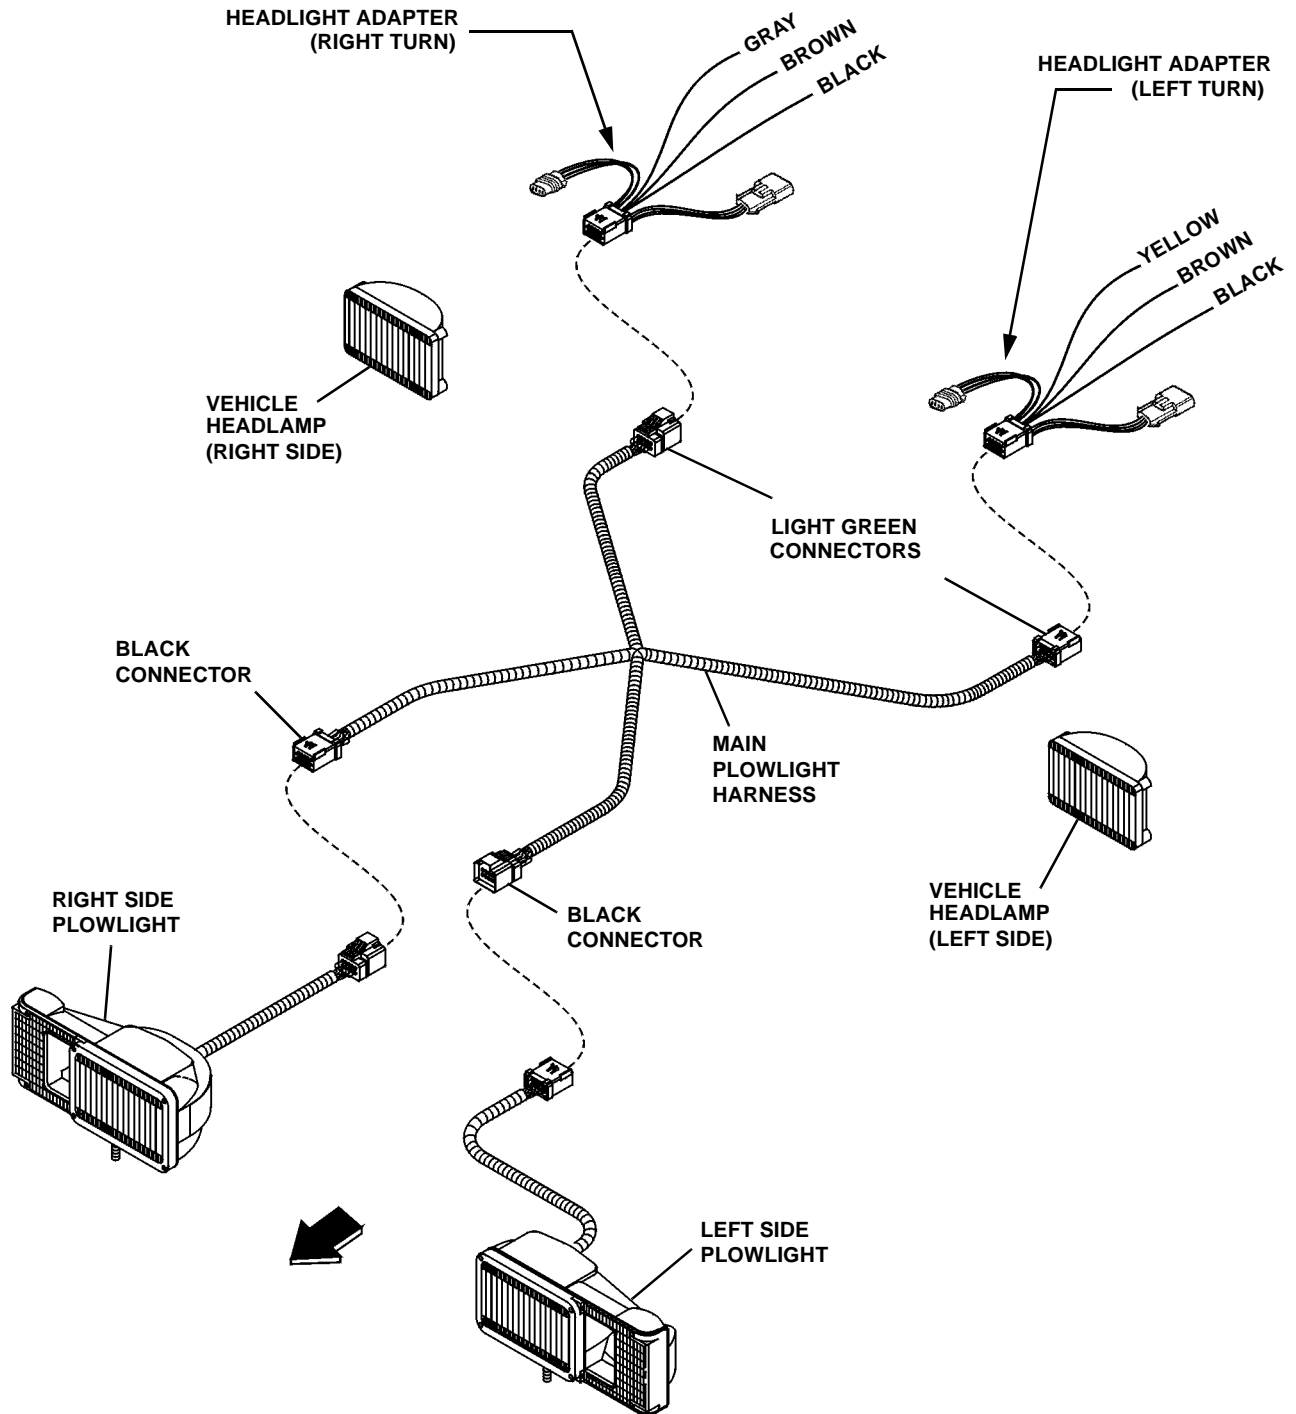 HEADLIGHT ADAPTER
(RIGHT TURN)
GRAY
BROWN
BLACK
HEADLIGHT ADAPTER
(LEFT TURN)
YELLOW
BROWN
BLACK
VEHICLE
HEADLAMP
(RIGHT SIDE)
LIGHT GREEN
CONNECTORS
BLACK
CONNECTOR
MAIN
PLOWLIGHT
HARNESS
VEHICLE
HEADLAMP
(LEFT SIDE)
RIGHT SIDE
PLOWLIGHT
BLACK
CONNECTOR
LEFT SIDE
PLOWLIGHT